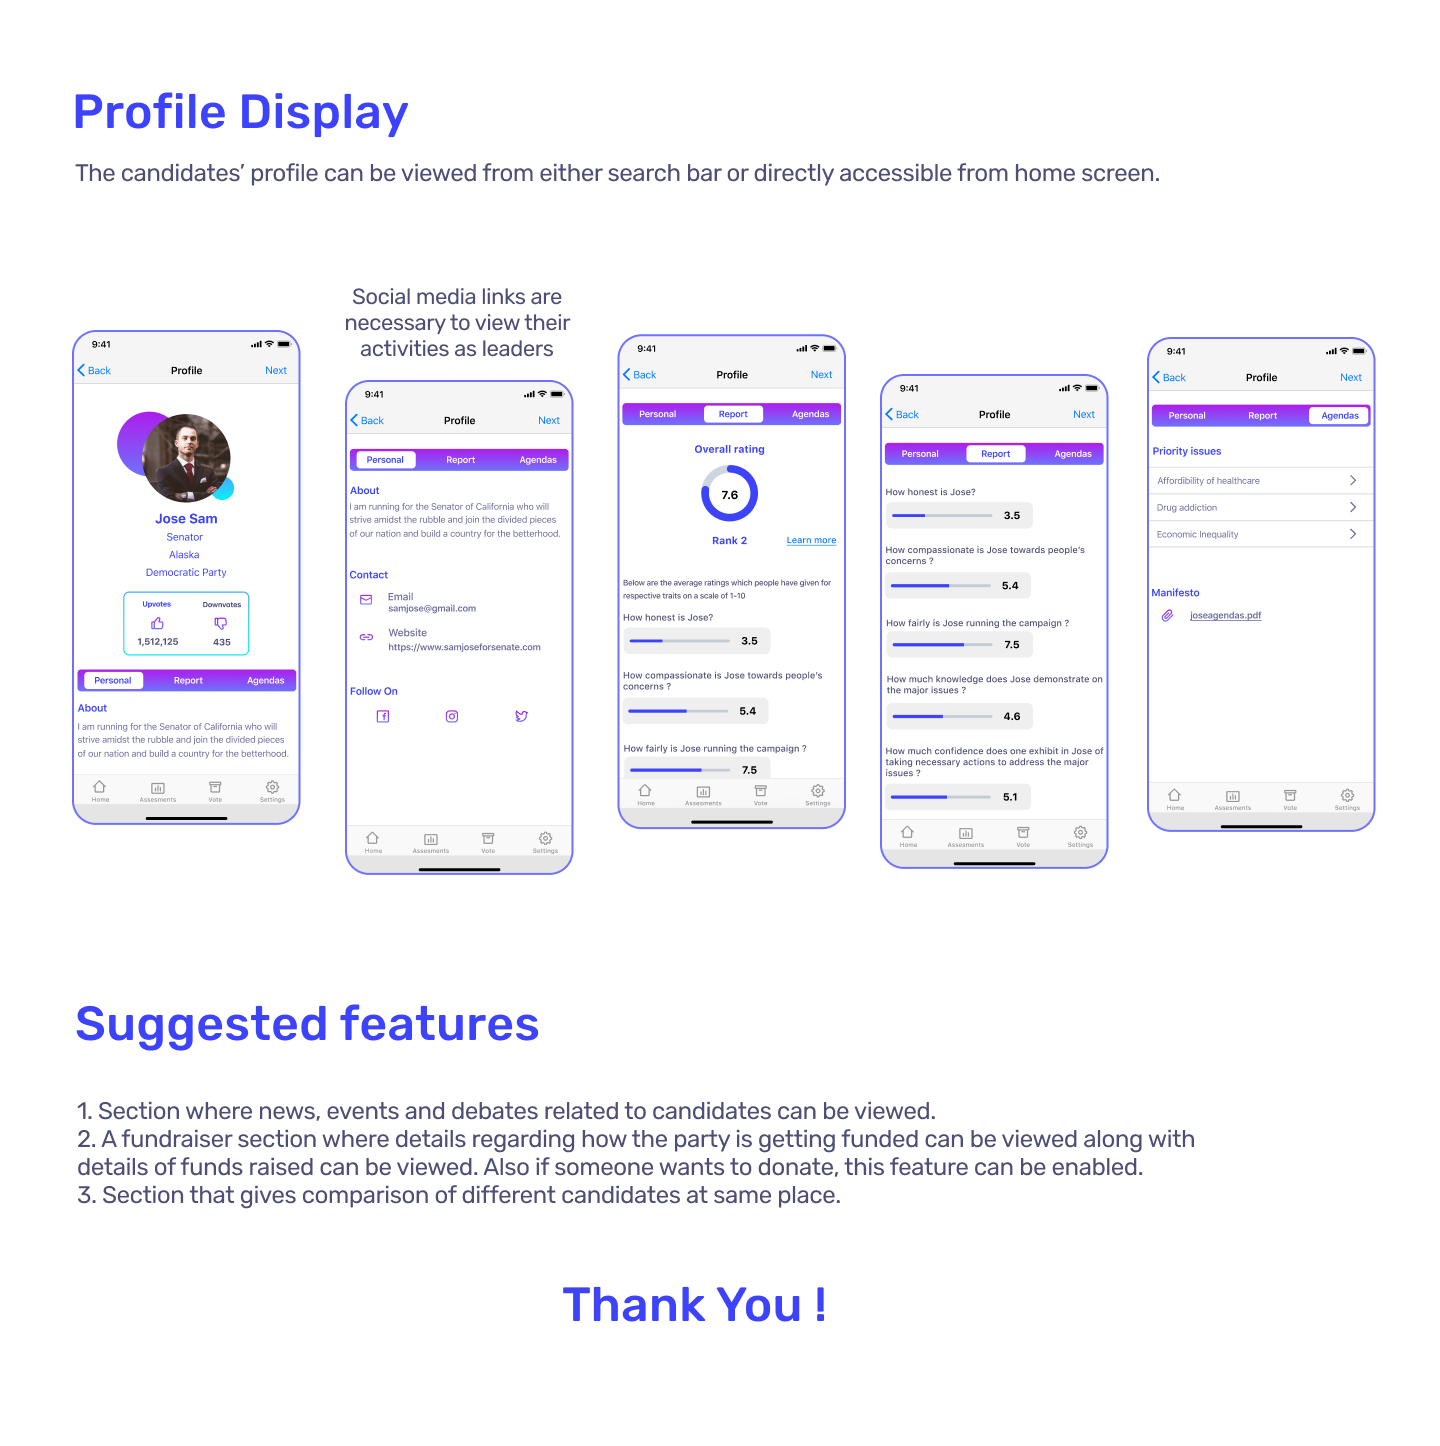 Profile Display
The candidates’ profile can be viewed from either search bar or directly accessible from home screen.
9:41
Back
Profile
Next
Jose Sam
Senator
Alaska
Democratic Party
Upvotes
Downvotes
1,512,125
435
Personal
Report
Agendas
About
I am running for the Senator of California who will
strive amidst the rubble and join the divided pieces
of our nation and build a country for the betterhood.
Home
Assesments
Vote
Settings
Social media links are
necessary to view their
activities as leaders
9:41
Back
Profile
Next
Personal
Report
Agendas
About
I am running for the Senator of California who will
strive amidst the rubble and join the divided pieces
of our nation and build a country for the betterhood.
Contact
Email
samjose@gmail.com
Website
https://www.samjoseforsenate.com
Follow On
Home
Assesments
Vote
Settings
9:41
Back
Profile
Next
Personal
Report
Agendas
Overall rating
7.6
Rank 2
Learn more
Below are the average ratings which people have given for
respective traits on a scale of 1-10
How honest is Jose?
3.5
How compassionate is Jose towards people's
concerns ?
5.4
How fairly is Jose running the campaign ?
7.5
Home
Assesments
Vote
Settings
9:41
Back
Profile
Next
Personal
Report
Agendas
How honest is Jose?
3.5
How compassionate is Jose towards people's
concerns ?
5.4
How fairly is Jose running the campaign ?
7.5
How much knowledge does Jose demonstrate on
the major issues ?
4.6
How much confidence does one exhibit in Jose of
taking necessary actions to address the major
issues ?
5.1
Home
Assesments
Vote
Settings
9:41
Back
Profile
Next
Personal
Report
Agendas
Priority issues
Affordibility of healthcare
Drug addiction
Economic Inequality
Manifesto
joseagendas.pdf
Home
Assesments
Vote
Settings
Suggested features
1. Section where news, events and debates related to candidates can be viewed.
2. A fundraiser section where details regarding how the party is getting funded can be viewed along with
details of funds raised can be viewed. Also if someone wants to donate, this feature can be enabled.
3. Section that gives comparison of different candidates at same place.
Thank You !